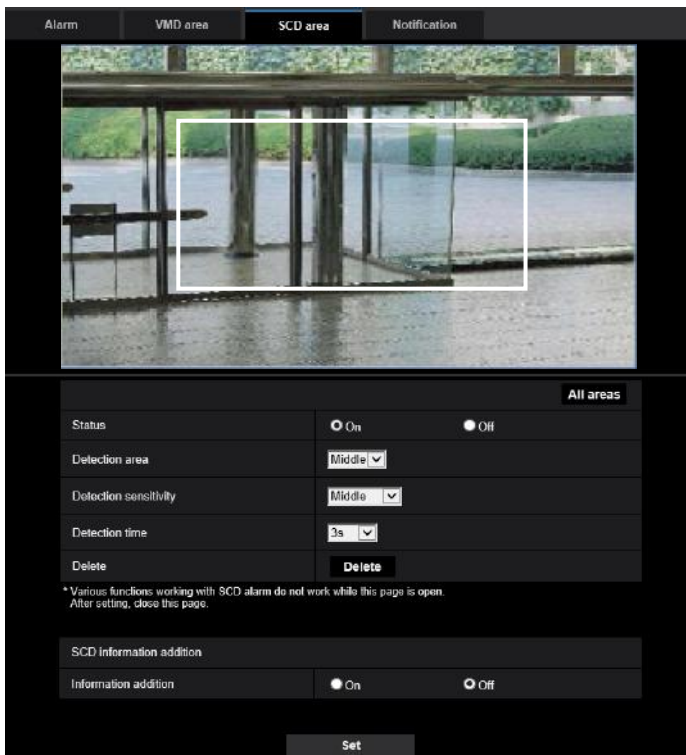 Alarm VMD area SCD area Notification
All areas
Status On Off
Detection area Middle
Detection sensitivity Middle
Detection time 3s
Delete Delete
* Various functions working with SCD alarm do not work while this page is open.
After setting, close this page.
SCD information addition
Information addition On Off
Set